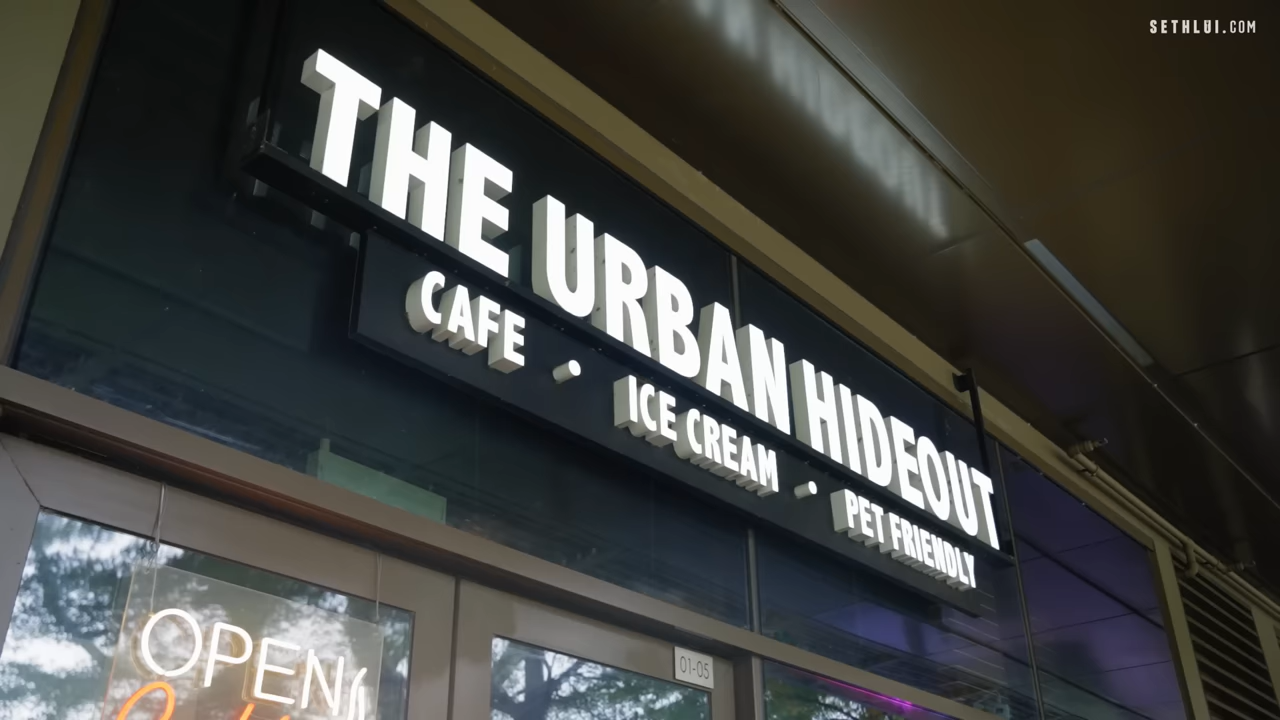 SETHLUI.COM
THE URBAN HIDEOUT
CAFE • ICE CREAM • PET FRIENDLY
OPEN
01-05